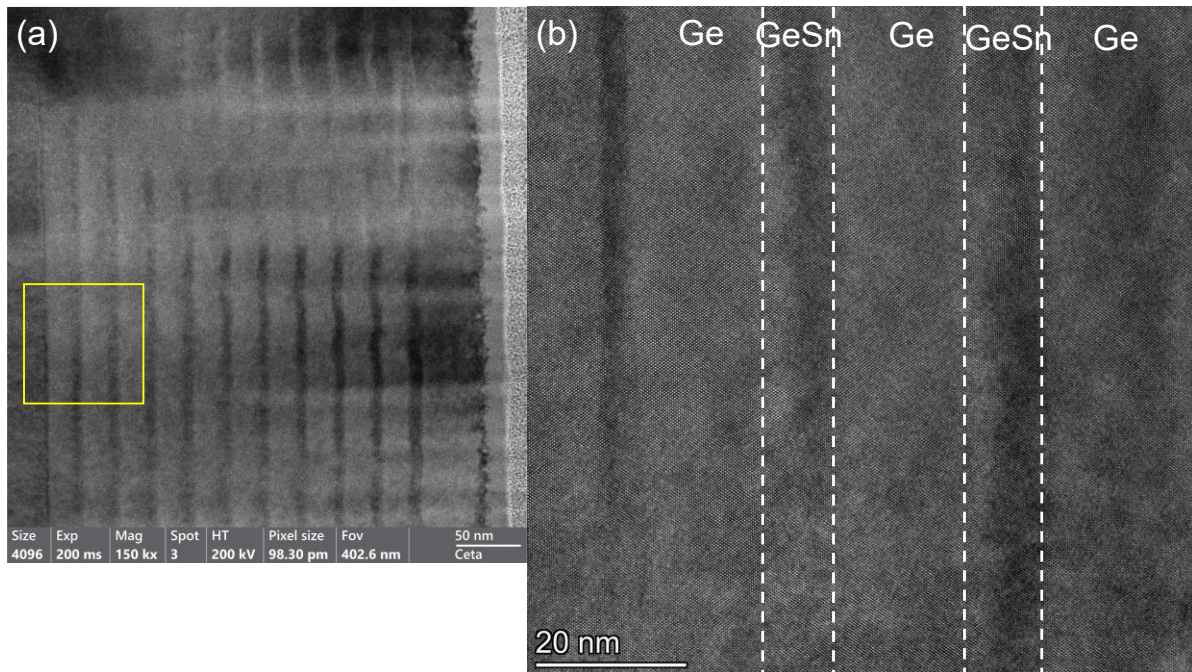 (a)
Size Exp Mag Spot HT Pixel size Fov 50 nm
4096 200 ms 150 kx 3 200 kV 98.30 pm 402.6 nm Ceta
(b) Ge GeSn Ge GeSn Ge
20 nm